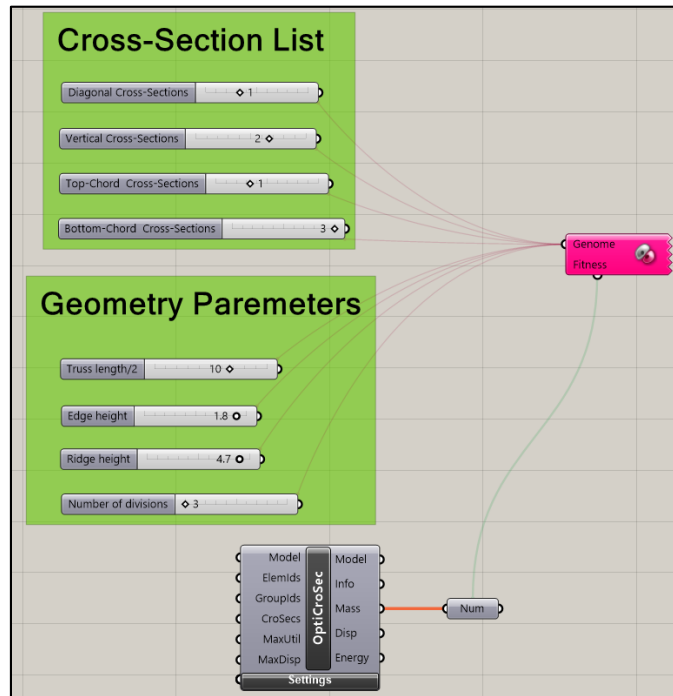 Cross-Section List
Diagonal Cross-Sections 1
Vertical Cross-Sections 2
Top-Chord Cross-Sections 1
Bottom-Chord Cross-Sections 3
Genome
Fitness
Geometry Paremeters
Truss length/2 10
Edge height 1.8
Ridge height 4.7
Number of divisions 3
Model
ElemIds
GroupIds
CroSecs
MaxUtil
MaxDisp
OptiCroSec
Model
Info
Mass
Disp
Energy
Settings
Num